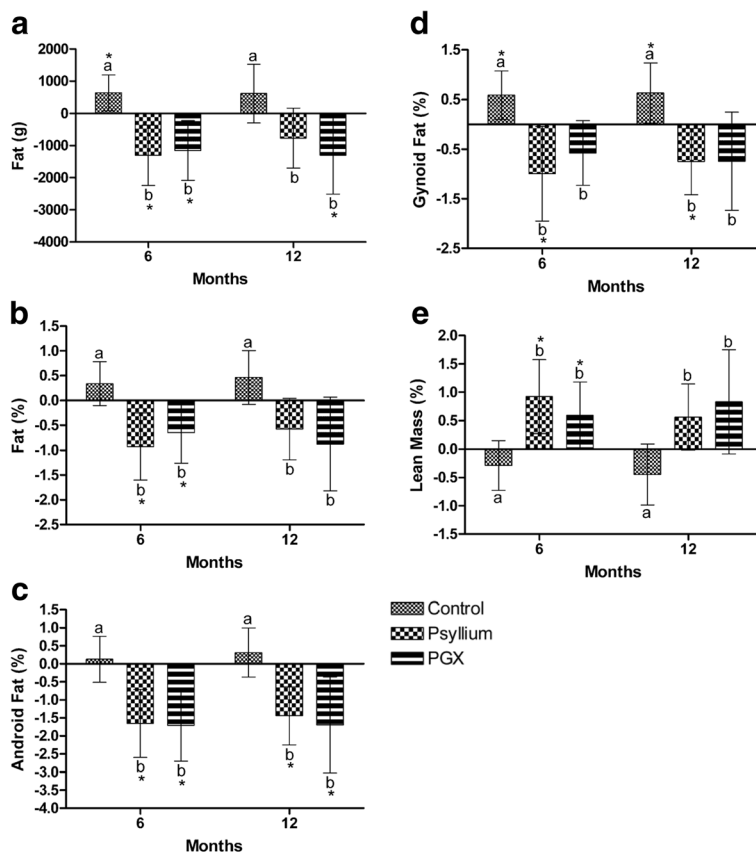 a
Fat (g)
2000
1000
0
-1000
-2000
-3000
-4000
*
a
a
b
*
b
*
b
b
*
6
12
Months
b
Fat (%)
1.5
1.0
0.5
0.0
-0.5
-1.0
-1.5
-2.0
-2.5
a
a
b
*
b
*
b
b
6
12
Months
c
Android Fat (%)
1.5
1.0
0.5
0.0
-0.5
-1.0
-1.5
-2.0
-2.5
-3.0
-3.5
-4.0
a
a
b
*
b
*
b
*
b
*
6
12
Months
d
Gynoid Fat (%)
1.5
0.5
-0.5
-1.5
-2.5
*
a
*
a
b
*
b
b
*
b
6
12
Months
e
Lean Mass (%)
2.0
1.5
1.0
0.5
0.0
-0.5
-1.0
-1.5
a
*
b
*
b
a
b
b
6
12
Months
Control
Psyllium
PGX